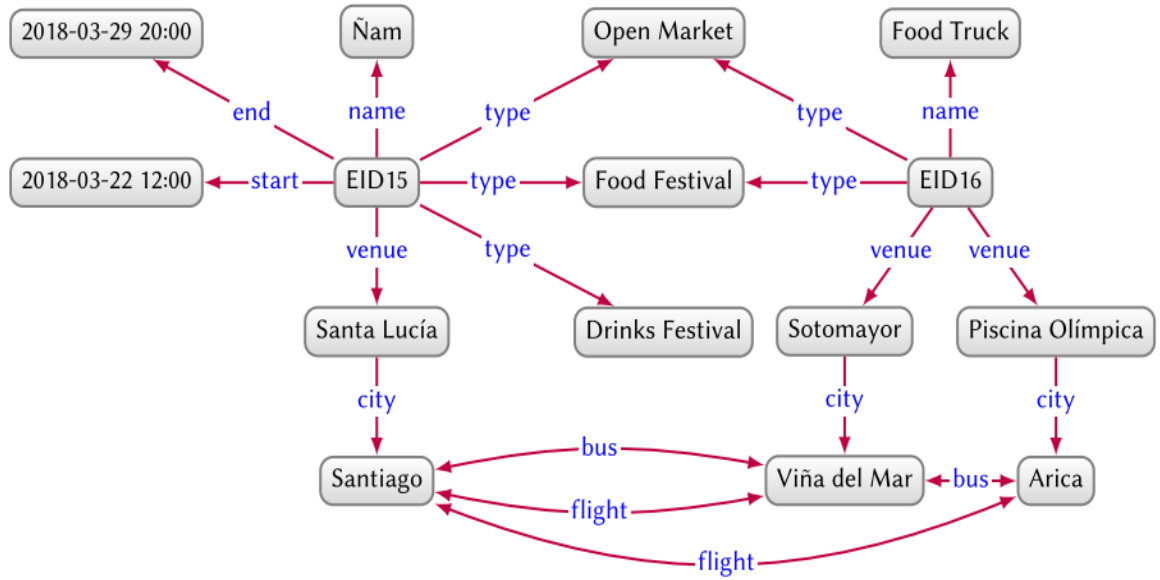 2018-03-29 20:00
Ñam
Open Market
Food Truck
end
name
type
type
name
2018-03-22 12:00
start
EID15
type
Food Festival
type
EID16
venue
type
venue
venue
Santa Lucía
Drinks Festival
Sotomayor
Piscina Olímpica
city
city
city
bus
Santiago
Viña del Mar
bus
Arica
flight
flight